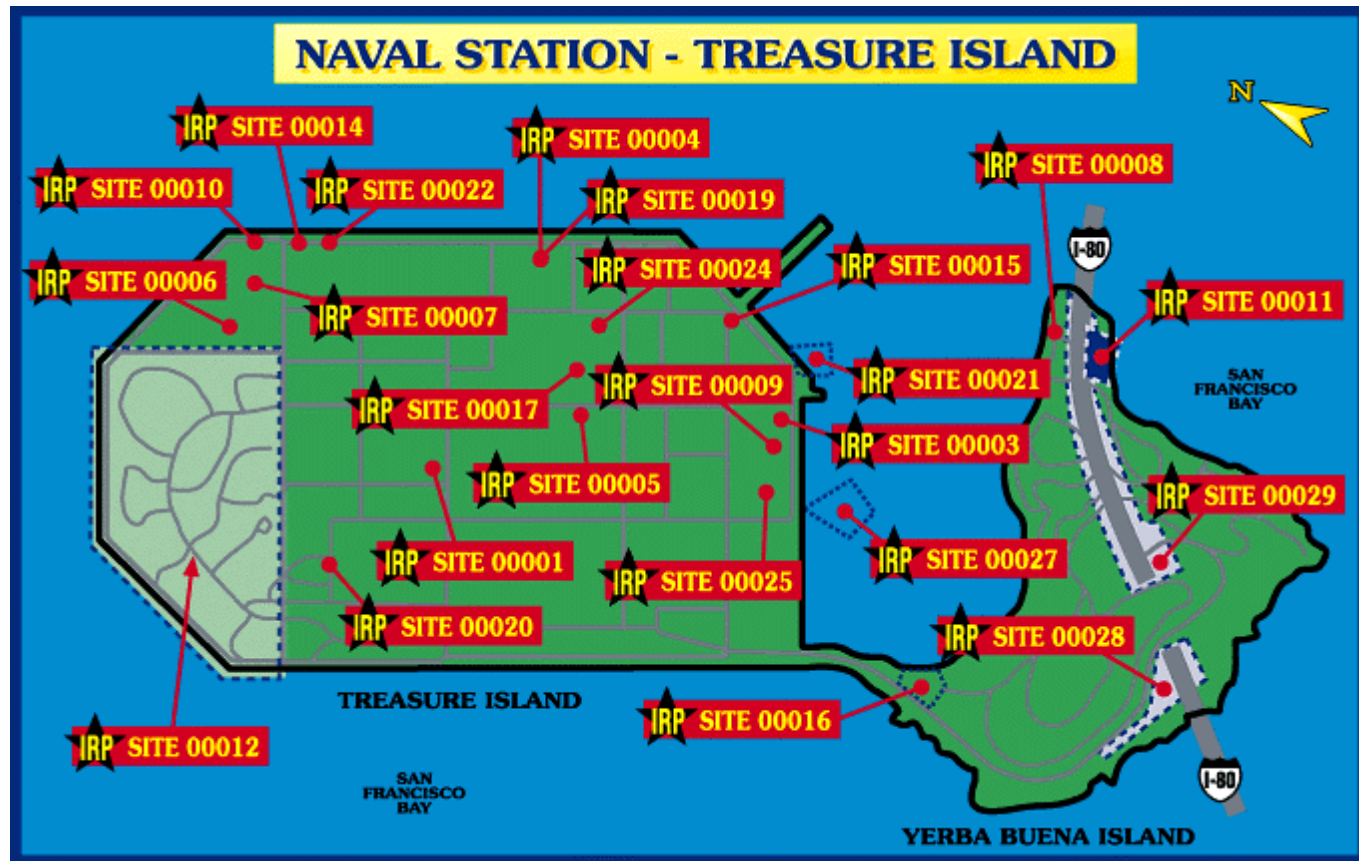 NAVAL STATION - TREASURE ISLAND
N
IRP SITE 00014
IRP SITE 00004
IRP SITE 00008
IRP SITE 00010
IRP SITE 00022
IRP SITE 00019
I-80
IRP SITE 00006
IRP SITE 00024
IRP SITE 00015
IRP SITE 00011
IRP SITE 00007
IRP SITE 00021
SAN
FRANCISCO
BAY
IRP SITE 00017
IRP SITE 00009
IRP SITE 00003
IRP SITE 00005
IRP SITE 00029
IRP SITE 00001
IRP SITE 00025
IRP SITE 00027
IRP SITE 00020
IRP SITE 00028
TREASURE ISLAND
IRP SITE 00016
IRP SITE 00012
SAN
FRANCISCO
BAY
I-80
YERBA BUENA ISLAND